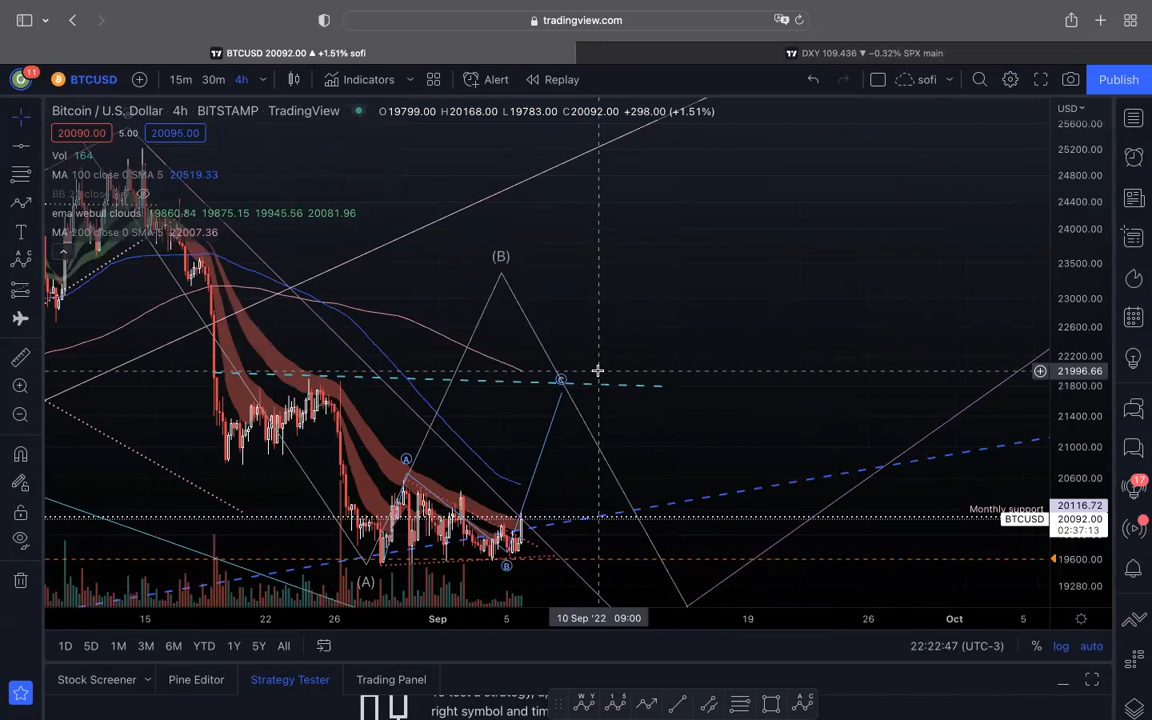 tradingview.com
BTCUSD 20092.00 ▲ +1.51% sofi
DXY 109.436 ▼ −0.32% SPX main
11
BTCUSD
15m 30m 4h
Indicators
Alert
Replay
sofi
Publish
Bitcoin / U.S. Dollar 4h BITSTAMP TradingView
O19799.00 H20168.00 L19783.00 C20092.00 +298.00 (+1.51%)
USD
20090.00 5.00 20095.00
Vol 164
MA 100 close 0 SMA 5 20519.33
ema webull clouds 19860.84 19875.15 19945.56 20081.96
MA 200 close 0 SMA 5 22007.36
25600.00
25200.00
24800.00
24400.00
24000.00
23500.00
23000.00
22600.00
22200.00
21996.66
21800.00
21400.00
21000.00
20600.00
20116.72
20092.00
02:37:13
19600.00
19280.00
(B)
C
A
B
(A)
Monthly support
BTCUSD
17
15 22 26 Sep 5 10 Sep '22 09:00 19 26 Oct 5
1D 5D 1M 3M 6M YTD 1Y 5Y All
22:22:47 (UTC-3) % log auto
Stock Screener Pine Editor Strategy Tester Trading Panel
right symbol and tim